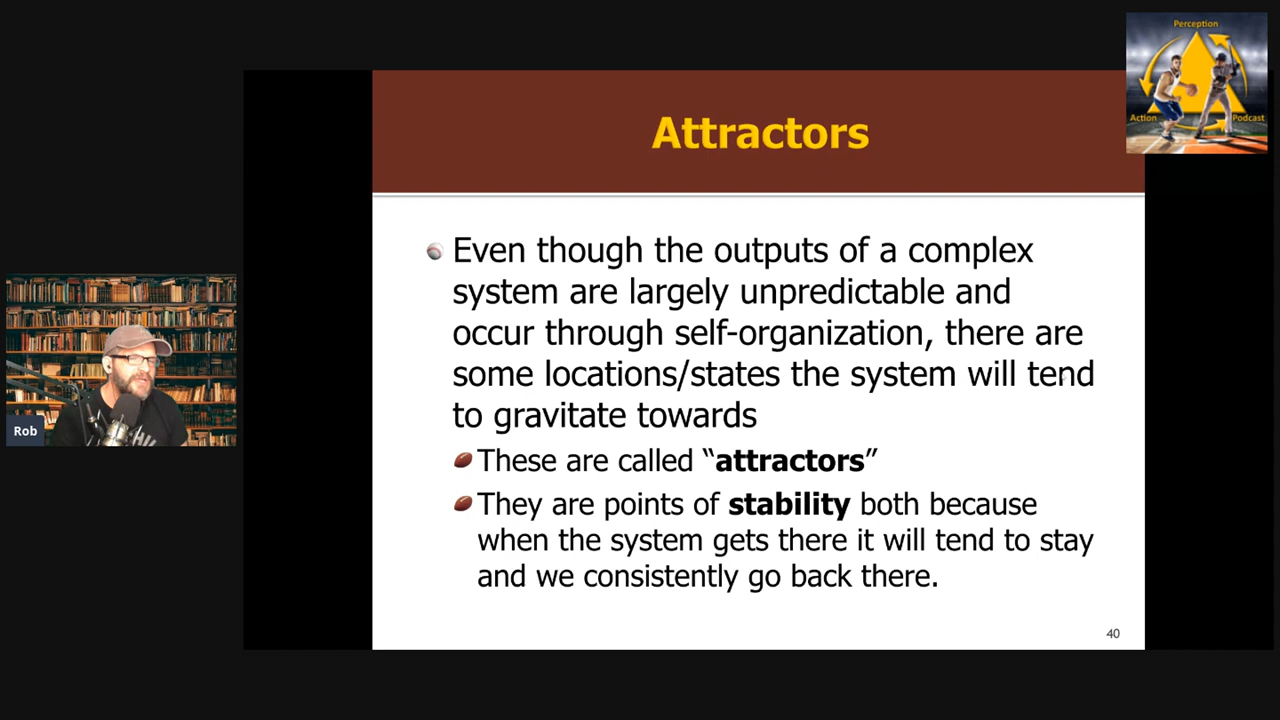 Perception
Action
Podcast
Attractors
Even though the outputs of a complex
system are largely unpredictable and
occur through self-organization, there are
some locations/states the system will tend
to gravitate towards
These are called “attractors”
They are points of stability both because
when the system gets there it will tend to stay
and we consistently go back there.
40
Rob